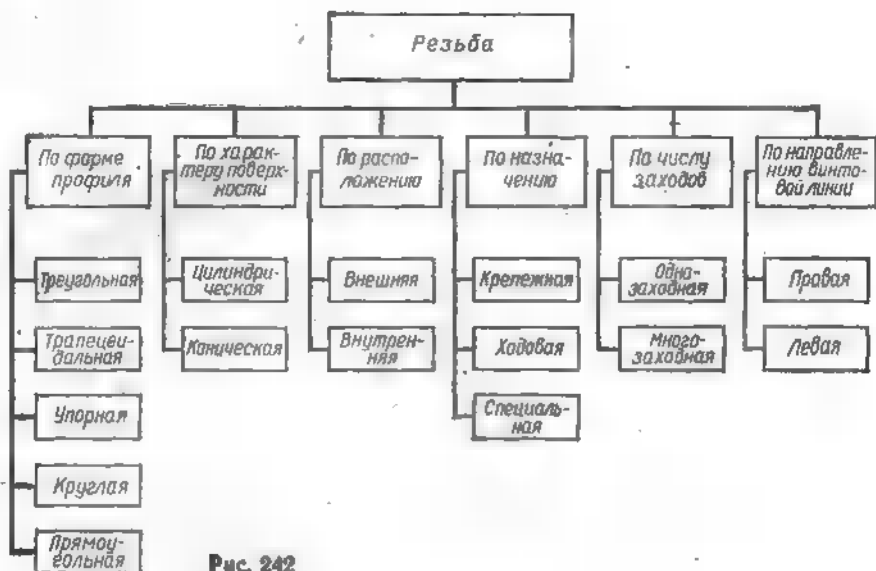 Резьба
По форме
профиля
По харак-
теру поверх-
ности
По распо-
ложению
По назна-
чению
По числу
заходов
По направле-
нию винто-
вой линии
Треугольная
Трапецеи-
дальная
Упорная
Круглая
Прямоу-
гольная
Цилиндри-
ческая
Коническая
Внешняя
Внутрен-
няя
Крепежная
Ходовая
Специаль-
ная
Одно-
заходная
Много-
заходная
Правая
Левая
Рис. 242